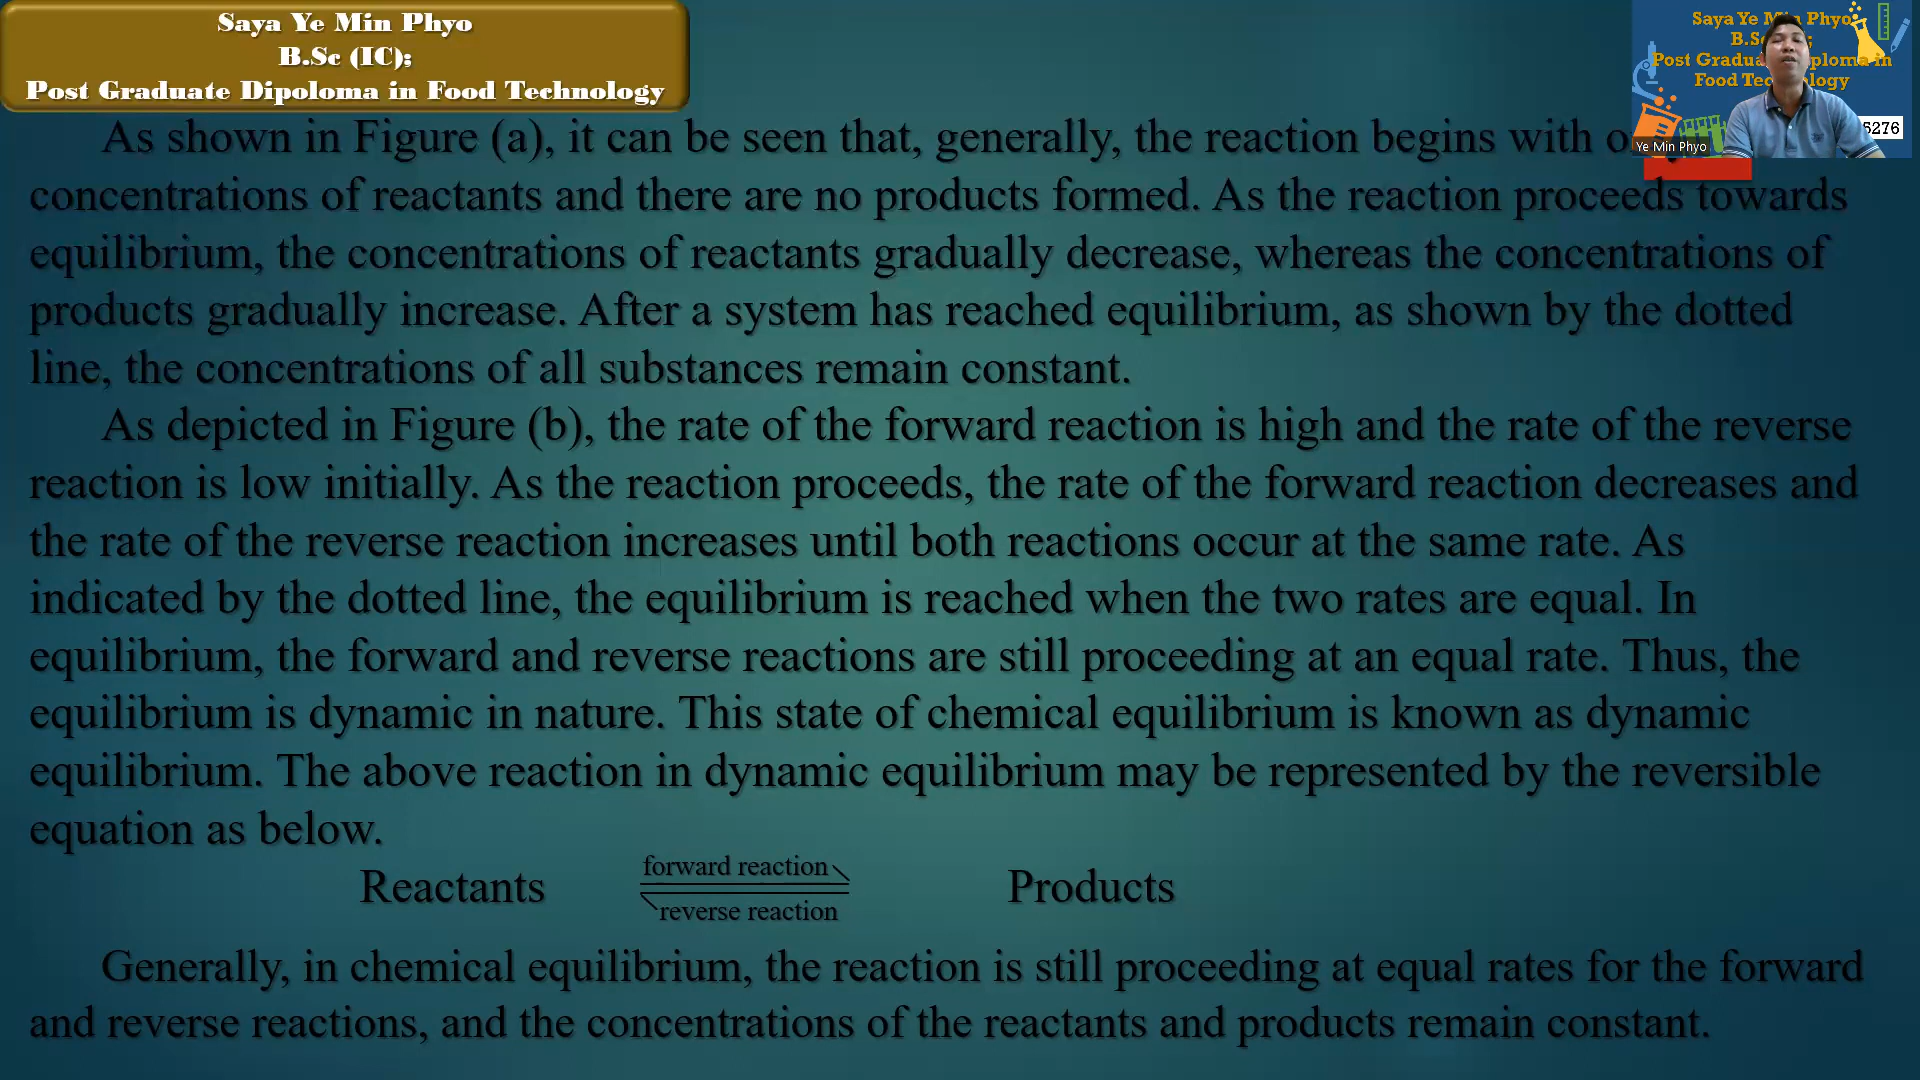 Saya Ye Min Phyo
B.Sc (IC);
Post Graduate Dipoloma in Food Technology
Saya Ye Min Phyo
Post Graduate Diploma in
Food Technology
5276
Ye Min Phyo
As shown in Figure (a), it can be seen that, generally, the reaction begins with
concentrations of reactants and there are no products formed. As the reaction proceeds towards
equilibrium, the concentrations of reactants gradually decrease, whereas the concentrations of
products gradually increase. After a system has reached equilibrium, as shown by the dotted
line, the concentrations of all substances remain constant.
As depicted in Figure (b), the rate of the forward reaction is high and the rate of the reverse
reaction is low initially. As the reaction proceeds, the rate of the forward reaction decreases and
the rate of the reverse reaction increases until both reactions occur at the same rate. As
indicated by the dotted line, the equilibrium is reached when the two rates are equal. In
equilibrium, the forward and reverse reactions are still proceeding at an equal rate. Thus, the
equilibrium is dynamic in nature. This state of chemical equilibrium is known as dynamic
equilibrium. The above reaction in dynamic equilibrium may be represented by the reversible
equation as below.
forward reaction
Reactants Products
reverse reaction
Generally, in chemical equilibrium, the reaction is still proceeding at equal rates for the forward
and reverse reactions, and the concentrations of the reactants and products remain constant.